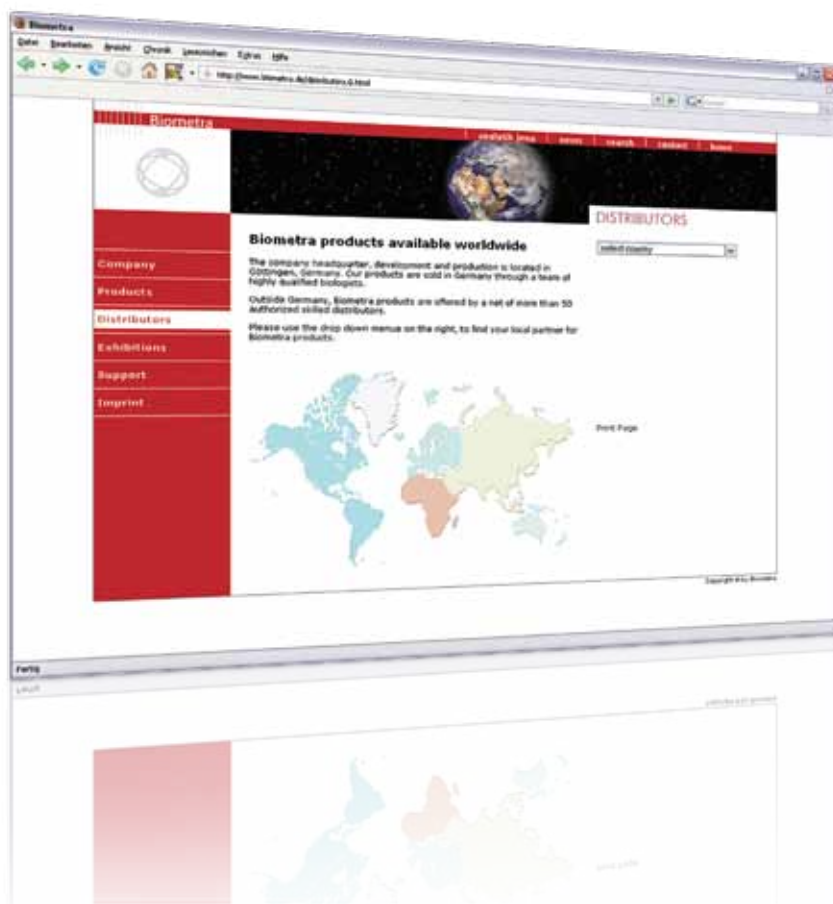 Biometra
Datei Bearbeiten Ansicht Chronik Lesezeichen Extras Hilfe
Biometra
news search contact home
DISTRIBUTORS
select country
Biometra products available worldwide
The company headquarter, development and production is located in
Göttingen, Germany. Our products are sold in Germany through a team of
highly qualified biologists.
Outside Germany, Biometra products are offered by a net of more than 50
Authorized skilled distributors.
Please use the drop down menue on the right, to find your local partner for
Biometra products.
Company
Products
Distributors
Exhibitions
Support
Imprint
Print Page
Copyright © by Biometra
Fertig